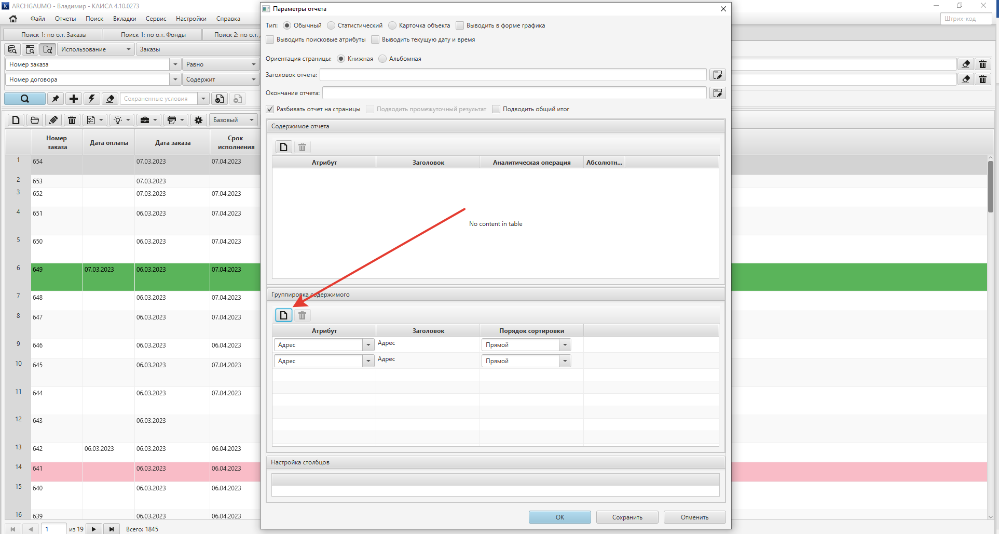 ARCHGAUMO - Владимир - КАИСА 4.10.0273
Файл Отчеты Поиск Вкладки Сервис Настройки Справка
Штрих-код
Поиск 1: по о.т. Заказы
Поиск 1: по о.т. Фонды
Поиск 2: по о.т.
Использование
Заказы
Номер заказа
Равно
Номер договора
Содержит
Сохраненные условия
Базовый
Номер заказа
Дата оплаты
Дата заказа
Срок исполнения
1 654 07.03.2023 07.04.2023
2 653 07.03.2023
3 652 07.03.2023 07.04.2023
4 651 06.03.2023 07.04.2023
5 650 06.03.2023 07.04.2023
6 649 07.03.2023 06.03.2023 07.04.2023
7 648 06.03.2023 07.04.2023
8 647 06.03.2023 07.04.2023
9 646 06.03.2023 06.04.2023
10 645 06.03.2023 07.04.2023
11 644 06.03.2023 07.04.2023
12 643 06.03.2023
13 642 06.03.2023 06.03.2023 06.04.2023
14 641 06.03.2023 06.04.2023
15 640 06.03.2023 06.04.2023
16 639 06.03.2023 06.04.2023
1 из 19 Всего: 1845
Параметры отчета
Тип: Обычный Статистический Карточка объекта Выводить в форме графика
Выводить поисковые атрибуты Выводить текущую дату и время
Ориентация страницы: Книжная Альбомная
Заголовок отчета:
Окончание отчета:
Разбивать отчет на страницы Подводить промежуточный результат Подводить общий итог
Содержимое отчета
Атрибут Заголовок Аналитическая операция Абсолютн...
No content in table
Группировка содержимого
Атрибут Заголовок Порядок сортировки
Адрес Адрес Прямой
Адрес Адрес Прямой
Настройка столбцов
ОК Сохранить Отменить